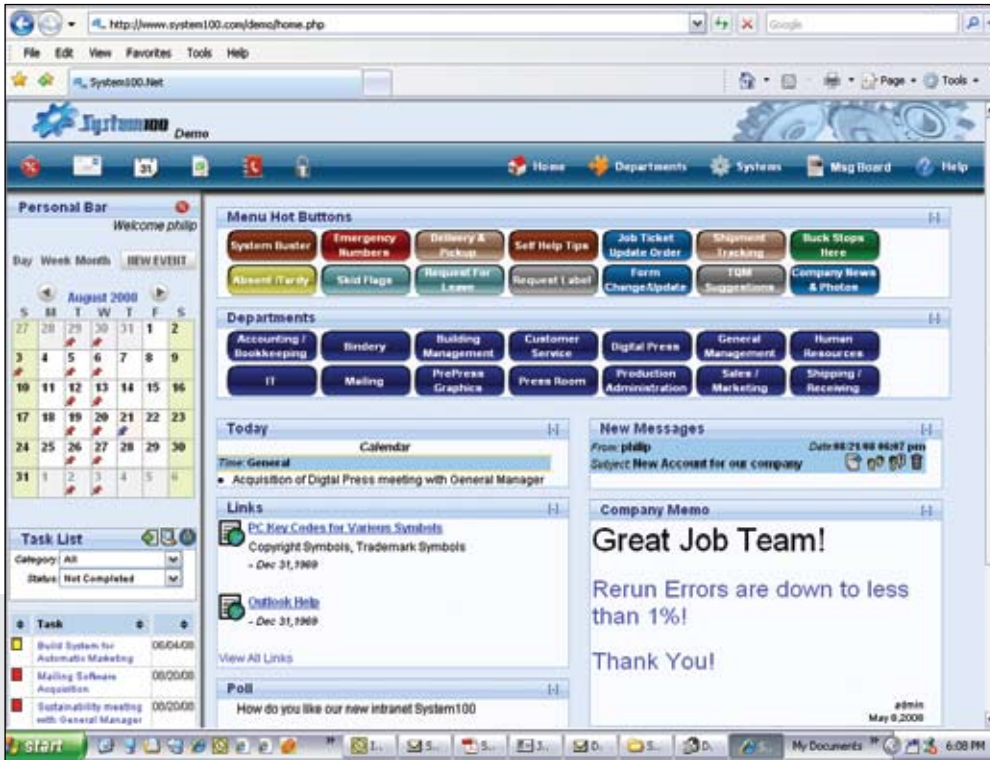 http://www.system100.com/demo/home.php
Google
File Edit View Favorites Tools Help
System100.Net
Page Tools
System100 Demo
31
Home Departments Systems Msg Board Help
Personal Bar
Welcome philip
Day Week Month NEW EVENT
August 2008
S M T W T F S
27 28 29 30 31 1 2
3 4 5 6 7 8 9
10 11 12 13 14 15 16
17 18 19 20 21 22 23
24 25 26 27 28 29 30
31 1 2 3 4 5 6
Task List
Category: All
Status: Not Completed
Task
Build System for Automatic Marketing 06/04/08
Mailing Software Acquisition 08/20/08
Sustainability meeting with General Manager 08/20/08
Menu Hot Buttons [-]
System Buster
Emergency Numbers
Delivery & Pickup
Self Help Tips
Job Ticket Update Order
Shipment Tracking
Buck Stops Here
Absent /Tardy
Skid Flags
Request For Leave
Request Label
Form Change/Update
TQM Suggestions
Company News & Photos
Departments [-]
Accounting / Bookkeeping
Bindery
Building Management
Customer Service
Digital Press
General Management
Human Resources
IT
Mailing
PrePress Graphics
Press Room
Production Administration
Sales / Marketing
Shipping / Receiving
Today [-]
Calendar
Time: General
• Acquisition of Digtal Press meeting with General Manager
Links [-]
PC Key Codes for Various Symbols
Copyright Symbols, Trademark Symbols
- Dec 31,1969
Outlook Help
- Dec 31,1969
View All Links
Poll [-]
How do you like our new intranet System100
New Messages [-]
From: philip Date: 08/21/08 06:07 pm
Subject: New Account for our company
Company Memo [-]
Great Job Team!
Rerun Errors are down to less
than 1%!
Thank You!
admin
May 8,2008
start
My Documents
6:08 PM